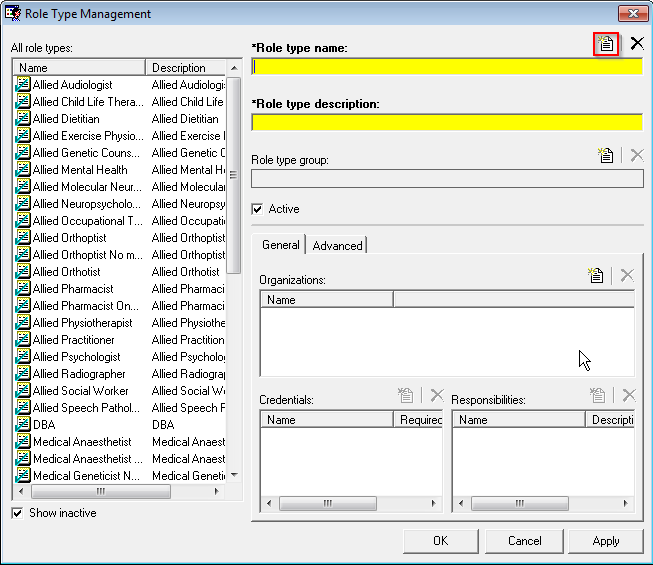 Role Type Management
All role types:
Name Description
Allied Audiologist Allied Audiologi
Allied Child Life Thera... Allied Child Life
Allied Dietitian Allied Dietitian
Allied Exercise Physio... Allied Exercise F
Allied Genetic Couns... Allied Genetic C
Allied Mental Health Allied Mental He
Allied Molecular Neur... Allied Molecular
Allied Neuropsycholo... Allied Neuropsy
Allied Occupational T... Allied Occupati
Allied Orthoptist Allied Orthoptist
Allied Orthoptist No m... Allied Orthoptist
Allied Orthotist Allied Orthotist
Allied Pharmacist Allied Pharmaci
Allied Pharmacist On... Allied Pharmaci
Allied Physiotherapist Allied Physiothe
Allied Practitioner Allied Practition
Allied Psychologist Allied Psycholo
Allied Radiographer Allied Radiogra
Allied Social Worker Allied Social Wo
Allied Speech Pathol... Allied Speech P
DBA DBA
Medical Anaesthetist Medical Anaest
Medical Anaesthetist ... Medical Anaest
Medical Geneticist N... Medical Geneti
Show inactive
*Role type name:
*Role type description:
Role type group:
Active
General Advanced
Organizations:
Name
Credentials: Responsibilities:
Name Required Name Descripti
OK Cancel Apply